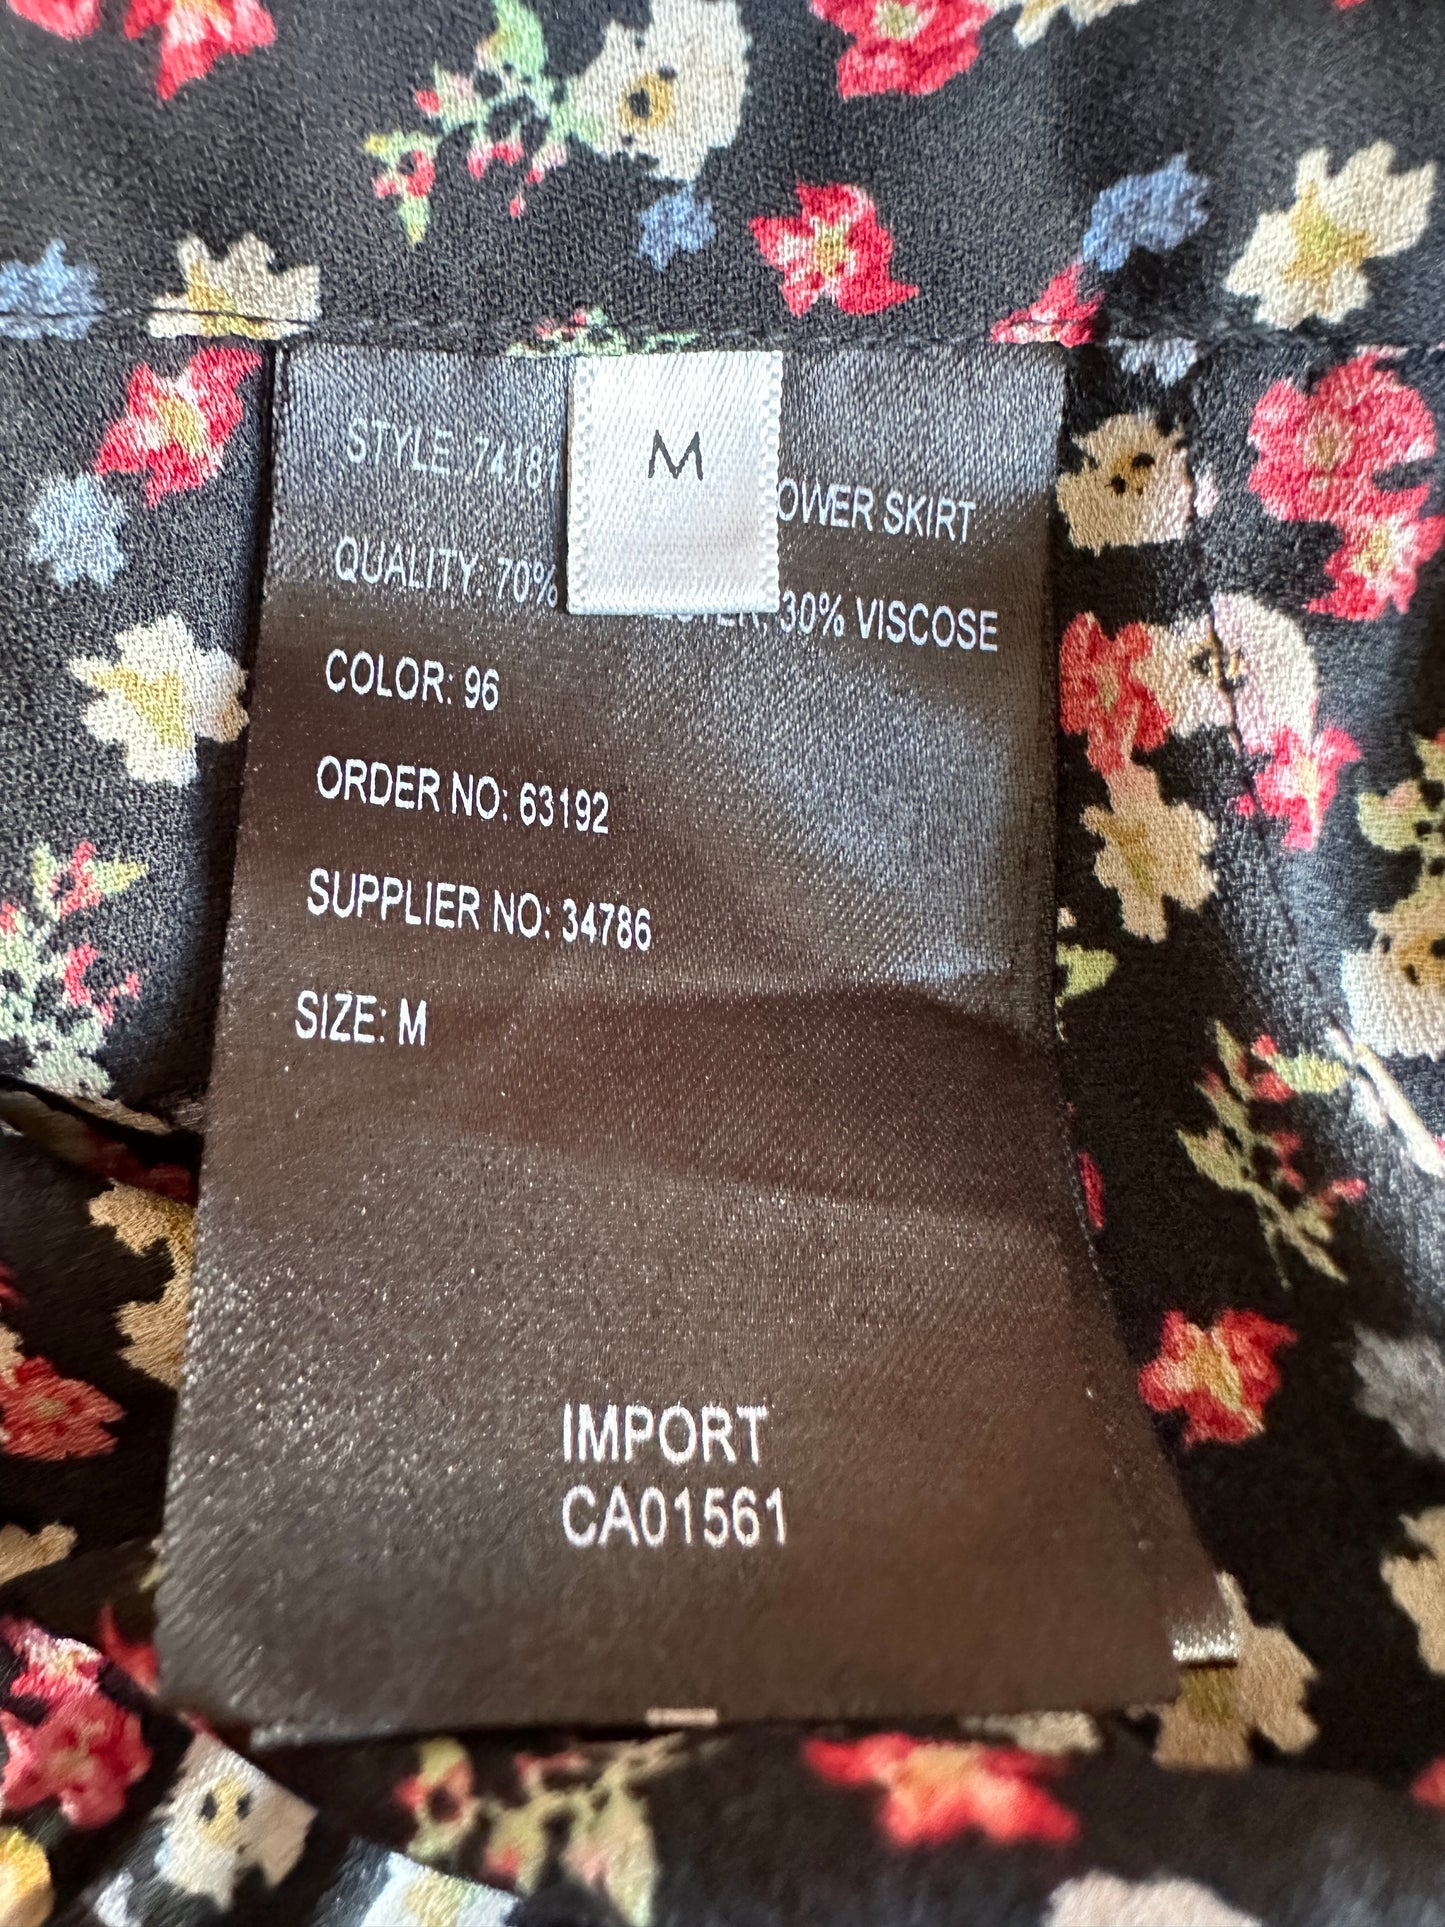 M
STYLE: 74181 OWER SKIRT
QUALITY: 70% ESTER, 30% VISCOSE
COLOR: 96
ORDER NO: 63192
SUPPLIER NO: 34786
SIZE: M
IMPORT
CA01561